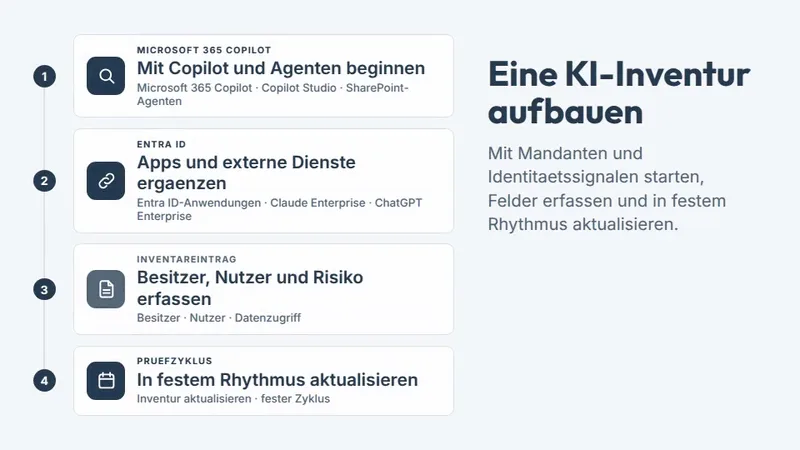 1
MICROSOFT 365 COPILOT
Mit Copilot und Agenten beginnen
Microsoft 365 Copilot · Copilot Studio · SharePoint-
Agenten
2
ENTRA ID
Apps und externe Dienste
ergaenzen
Entra ID-Anwendungen · Claude Enterprise · ChatGPT
Enterprise
3
INVENTAREINTRAG
Besitzer, Nutzer und Risiko
erfassen
Besitzer · Nutzer · Datenzugriff
4
PRUEFZYKLUS
In festem Rhythmus aktualisieren
Inventur aktualisieren · fester Zyklus
Eine KI-Inventur
aufbauen
Mit Mandanten und
Identitaetssignalen starten,
Felder erfassen und in festem
Rhythmus aktualisieren.